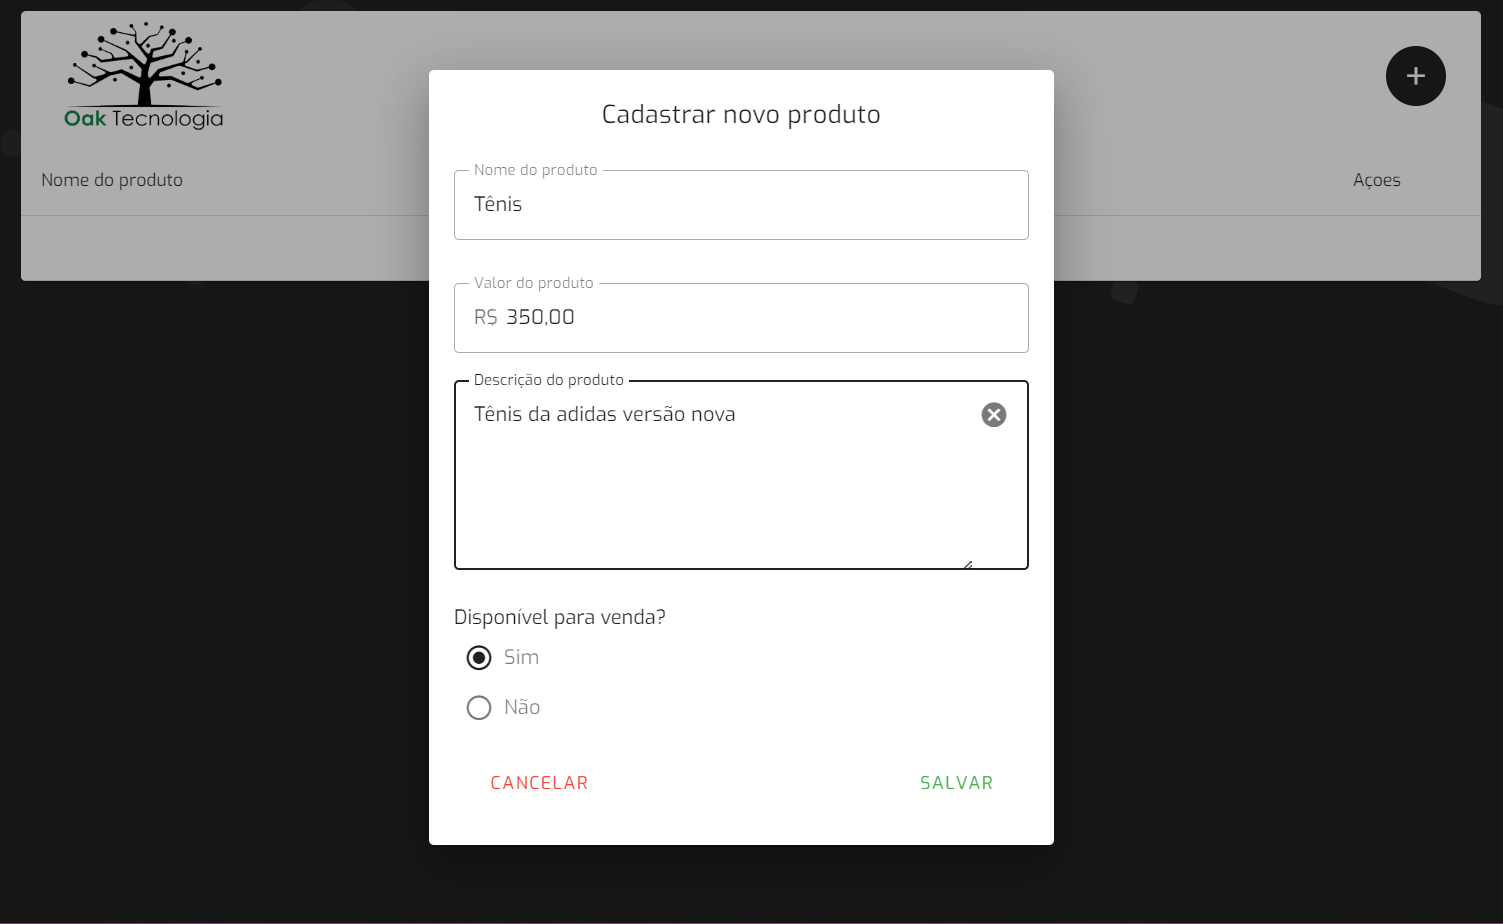 Oak Tecnologia
+
Nome do produto
Açoes
Cadastrar novo produto
Nome do produto
Tênis
Valor do produto
R$ 350,00
Descrição do produto
Tênis da adidas versão nova
Disponível para venda?
Sim
Não
CANCELAR
SALVAR